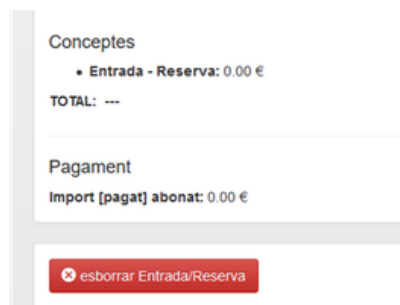 Conceptes
• Entrada - Reserva: 0.00 €
TOTAL: ---
Pagament
Import [pagat] abonat: 0.00 €
esborrar Entrada/Reserva